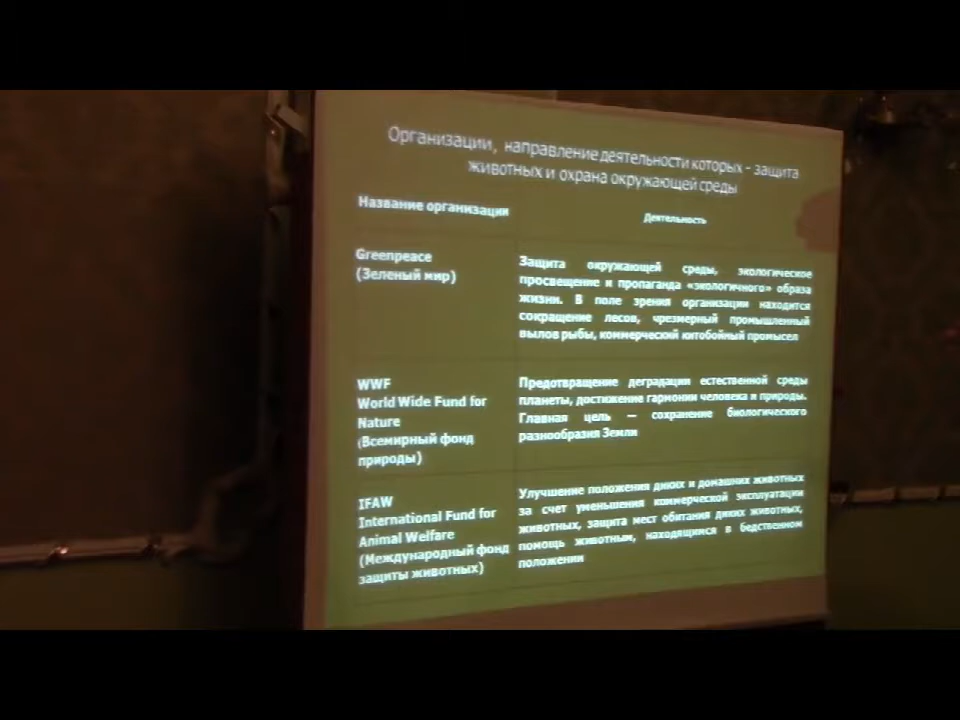 Организации, направление деятельности которых - защита
животных и охрана окружающей среды
Название организации
Деятельность
Greenpeace
(Зеленый мир)
Защита окружающей среды, экологическое
просвещение и пропаганда «экологичного» образа
жизни. В поле зрения организации находится
сокращение лесов, чрезмерный промышленный
вылов рыбы, коммерческий китобойный промысел
WWF
World Wide Fund for
Nature
(Всемирный фонд
природы)
Предотвращение деградации естественной среды
планеты, достижение гармонии человека и природы.
Главная цель — сохранение биологического
разнообразия Земли
IFAW
International Fund for
Animal Welfare
(Международный фонд
защиты животных)
Улучшение положения диких и домашних животных
за счет уменьшения коммерческой эксплуатации
животных, защита мест обитания диких животных,
помощь животным, находящимся в бедственном
положении